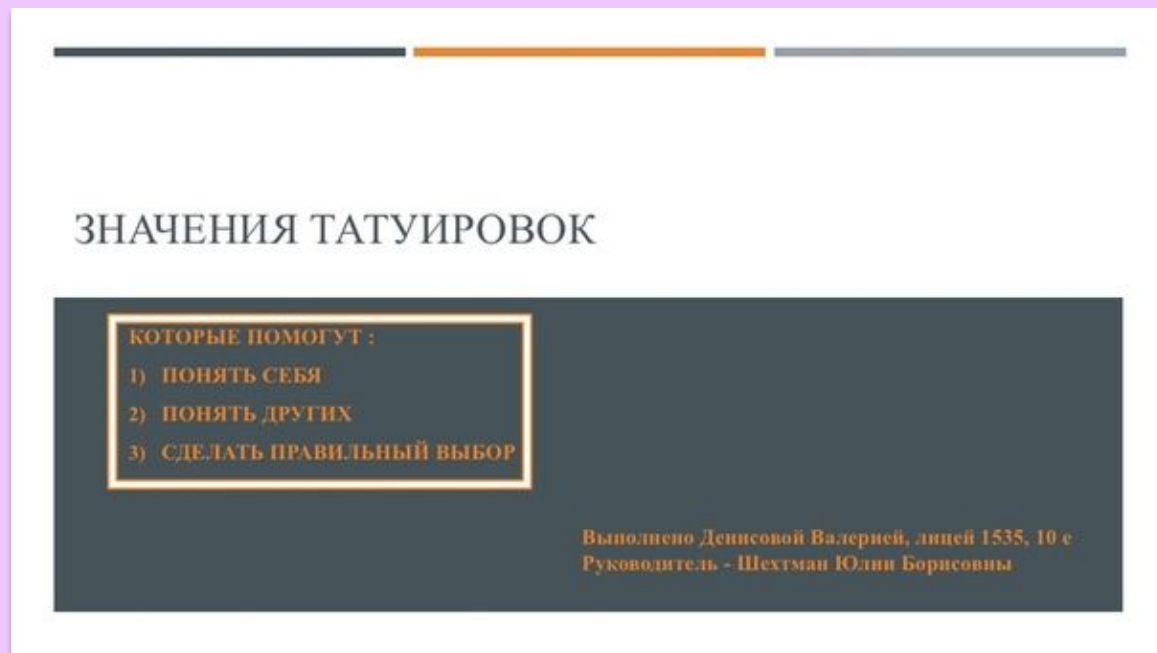 ЗНАЧЕНИЯ ТАТУИРОВОК
КОТОРЫЕ ПОМОГУТ :
1) ПОНЯТЬ СЕБЯ
2) ПОНЯТЬ ДРУГИХ
3) СДЕЛАТЬ ПРАВИЛЬНЫЙ ВЫБОР
Выполнено Денисовой Валерией, лицей 1535, 10 е
Руководитель - Шехтман Юлии Борисовны